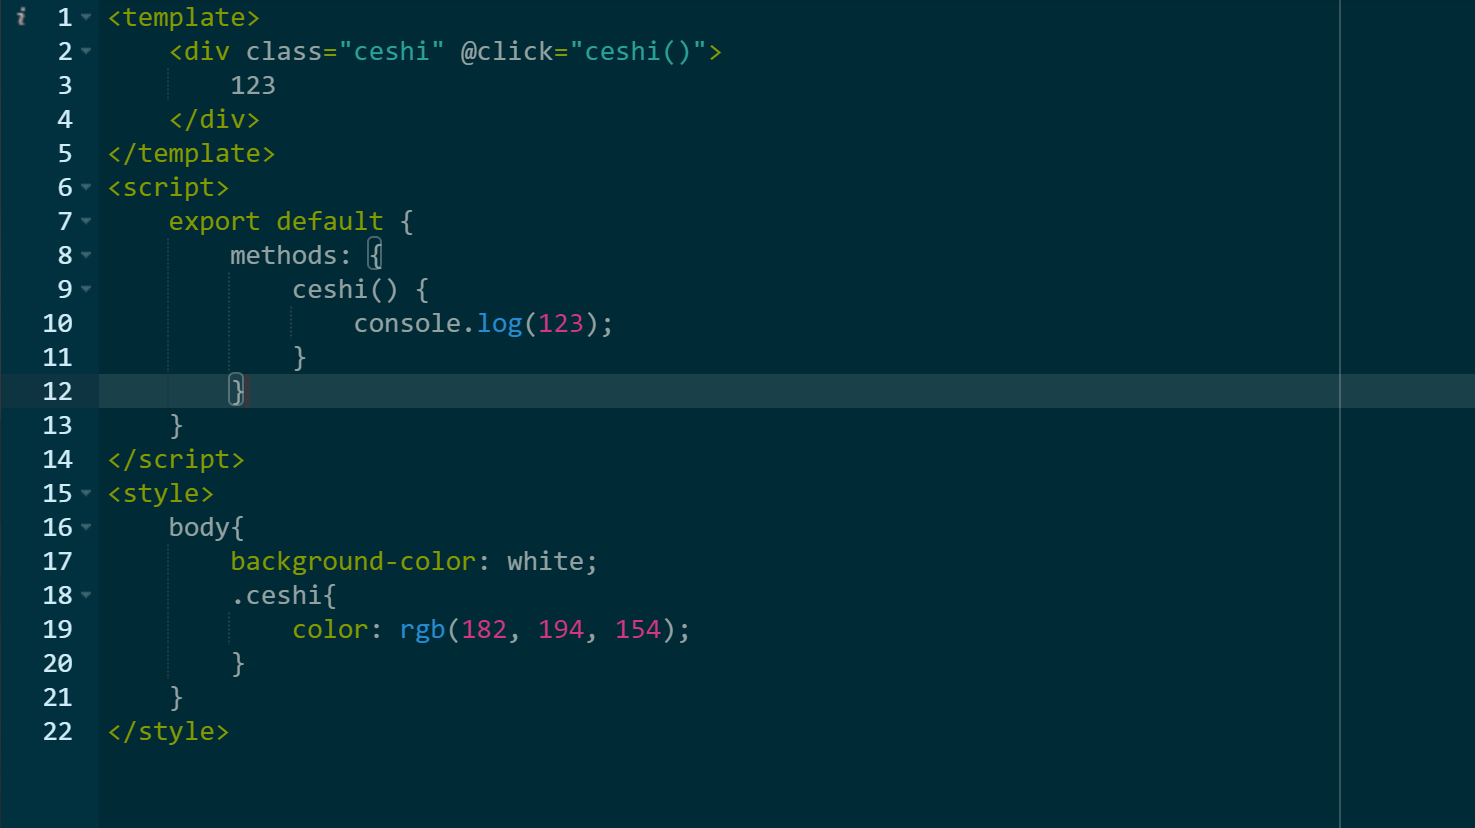 1 <template>
2     <div class="ceshi" @click="ceshi()">
3         123
4     </div>
5 </template>
6 <script>
7     export default {
8         methods: {
9             ceshi() {
10                 console.log(123);
11             }
12         }
13     }
14 </script>
15 <style>
16     body{
17         background-color: white;
18         .ceshi{
19             color: rgb(182, 194, 154);
20         }
21     }
22 </style>